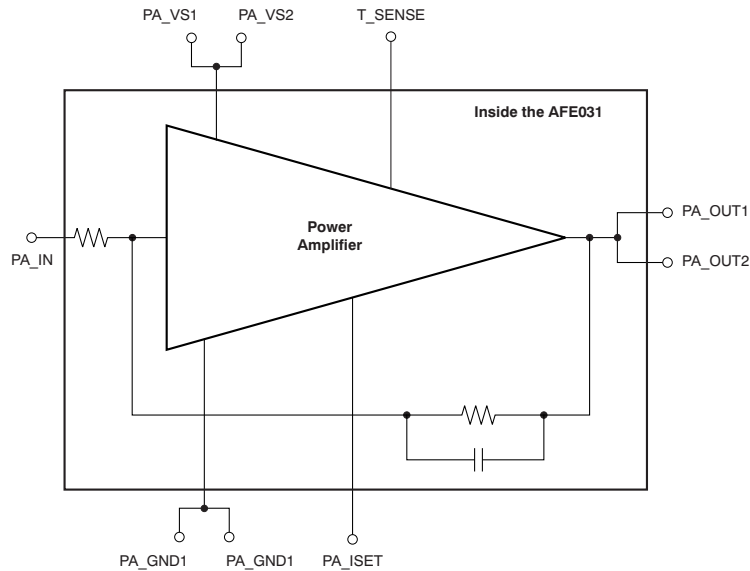 PA_VS1
PA_VS2
T_SENSE
Inside the AFE031
Power
Amplifier
PA_IN
PA_OUT1
PA_OUT2
PA_GND1
PA_GND1
PA_ISET